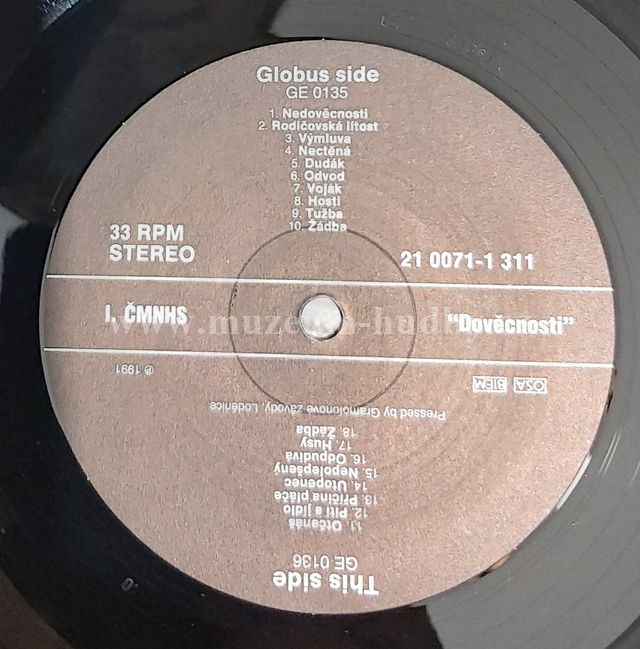 Globus side
GE 0135
1. Nedověcnosti
2. Rodičovská lítost
3. Výmluva
4. Nectěná
5. Dudák
6. Odvod
7. Voják
8. Hosti
9. Tužba
10. Žádba
33 RPM
STEREO
21 0071-1 311
I. ČMNHS
"Dověcnosti"
℗ 1991
OSA
BIEM
This side
GE 0136
11. Otčenáš
12. Pití a jídlo
13. Příčina pláče
14. Utopenec
15. Nepolepšený
16. Odpudivá
17. Husy
18. Žádba
Pressed by Gramofonové závody, Loděnice